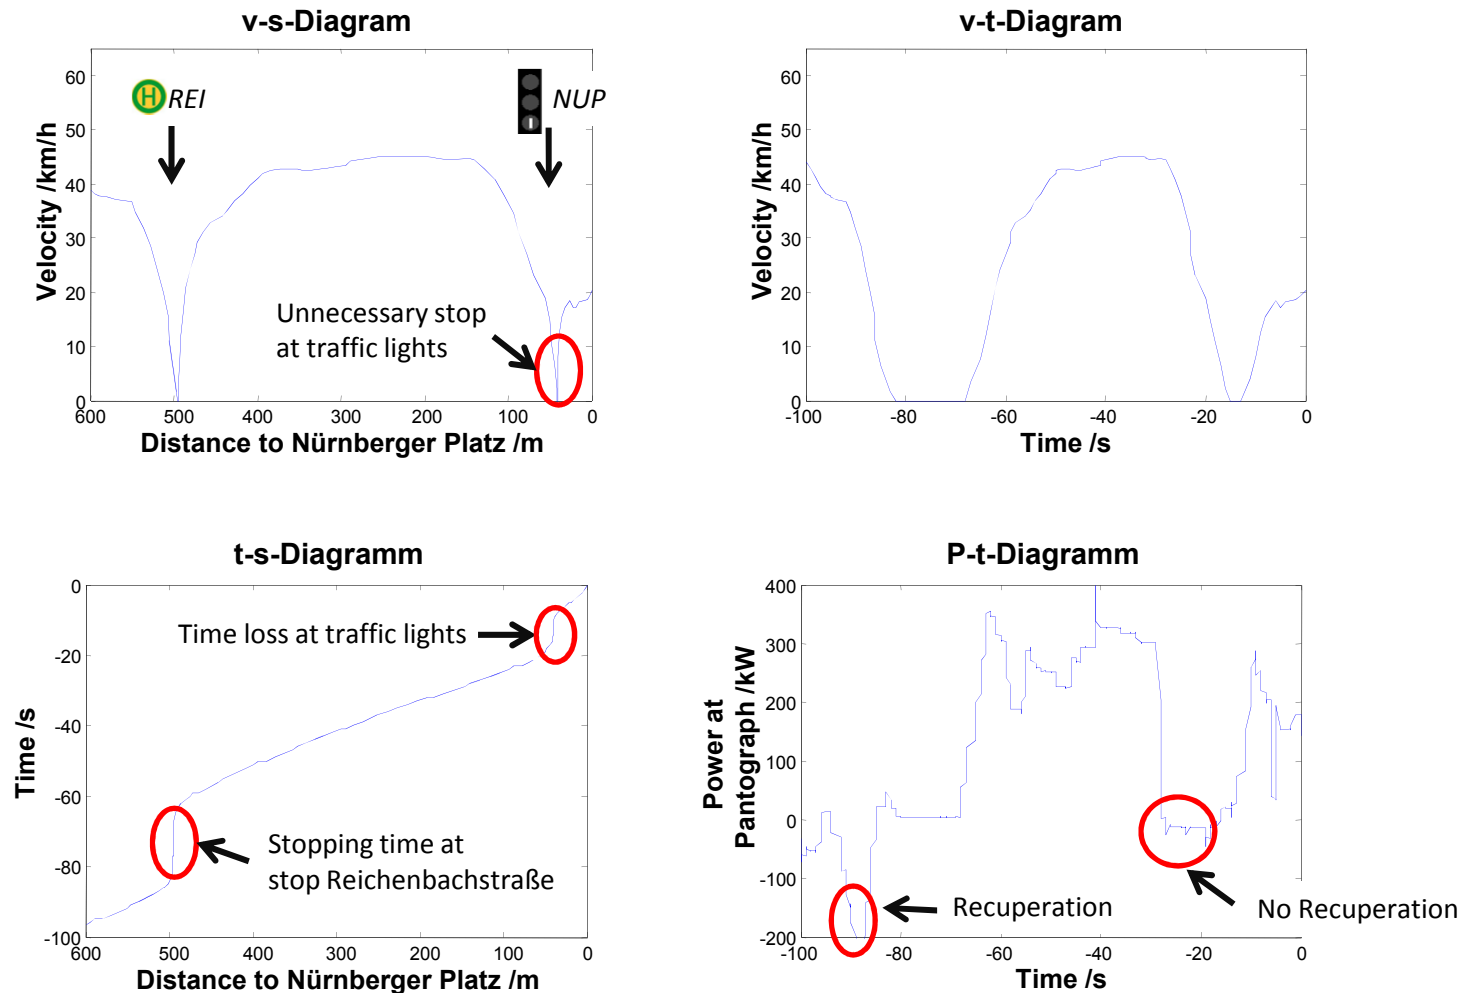 v-s-Diagram
60
50
40
30
20
10
0
Velocity /km/h
H REI
NUP
Unnecessary stop
at traffic lights
600 500 400 300 200 100 0
Distance to Nürnberger Platz /m
v-t-Diagram
60
50
40
30
20
10
0
Velocity /km/h
-100 -80 -60 -40 -20 0
Time /s
t-s-Diagramm
0
-20
-40
-60
-80
-100
Time /s
Time loss at traffic lights
Stopping time at
stop Reichenbachstraße
600 500 400 300 200 100 0
Distance to Nürnberger Platz /m
P-t-Diagramm
400
300
200
100
0
-100
-200
Power at
Pantograph /kW
Recuperation
No Recuperation
-100 -80 -60 -40 -20 0
Time /s